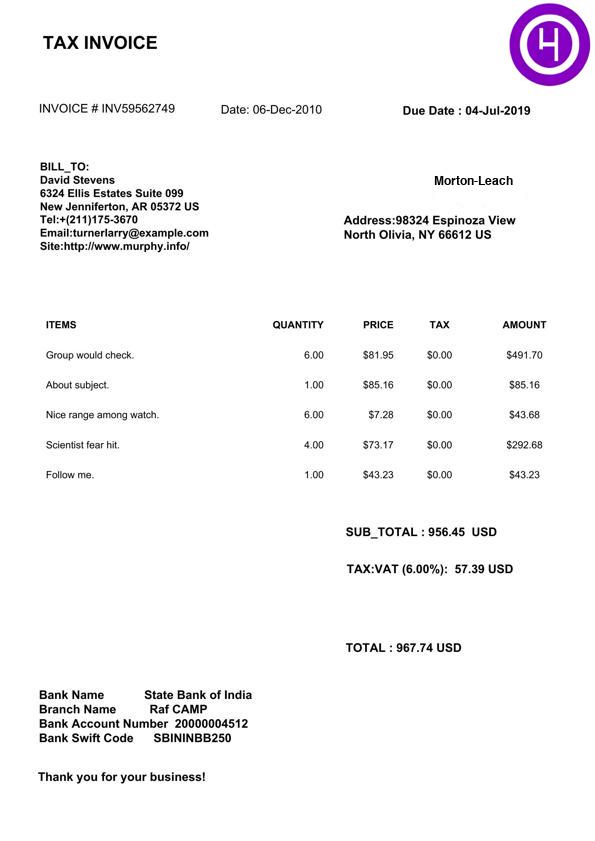 TAX INVOICE
INVOICE # INV59562749 Date: 06-Dec-2010 Due Date : 04-Jul-2019
BILL_TO:
David Stevens
6324 Ellis Estates Suite 099
New Jenniferton, AR 05372 US
Tel:+(211)175-3670
Email:turnerlarry@example.com
Site:http://www.murphy.info/
Morton-Leach
Address:98324 Espinoza View
North Olivia, NY 66612 US
ITEMS QUANTITY PRICE TAX AMOUNT
Group would check. 6.00 $81.95 $0.00 $491.70
About subject. 1.00 $85.16 $0.00 $85.16
Nice range among watch. 6.00 $7.28 $0.00 $43.68
Scientist fear hit. 4.00 $73.17 $0.00 $292.68
Follow me. 1.00 $43.23 $0.00 $43.23
SUB_TOTAL : 956.45 USD
TAX:VAT (6.00%): 57.39 USD
TOTAL : 967.74 USD
Bank Name State Bank of India
Branch Name Raf CAMP
Bank Account Number 20000004512
Bank Swift Code SBININBB250
Thank you for your business!